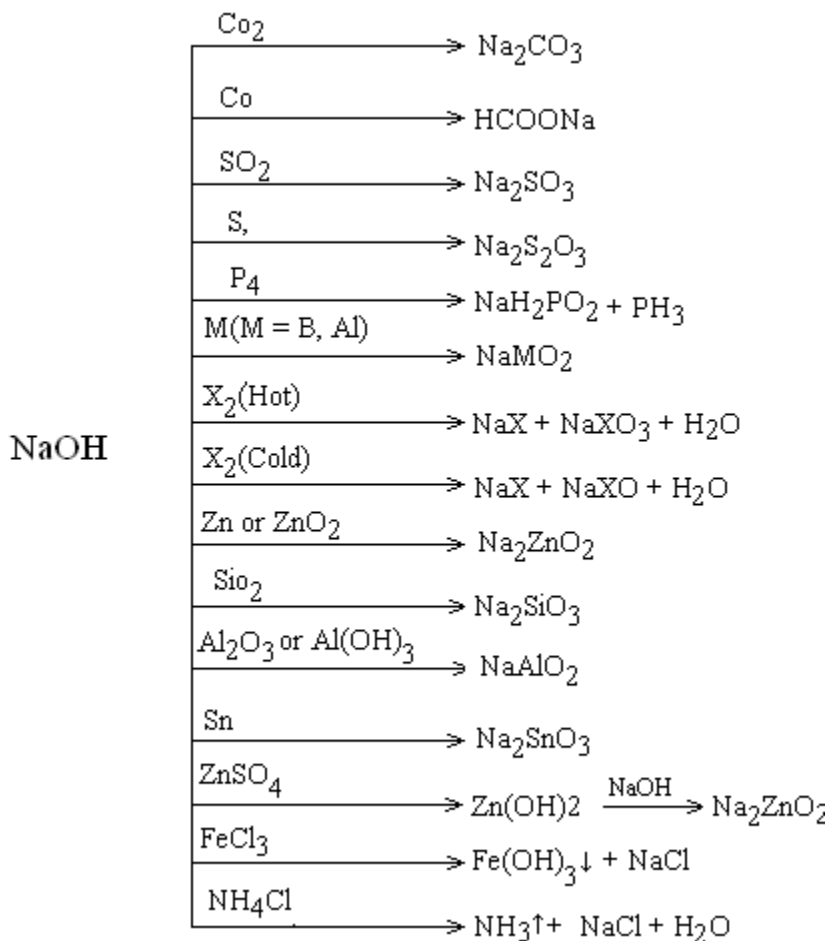 Co₂ → Na₂CO₃
Co → HCOONa
SO₂ → Na₂SO₃
S, → Na₂S₂O₃
P₄ → NaH₂PO₂ + PH₃
M(M = B, Al) → NaMO₂
X₂(Hot) → NaX + NaXO₃ + H₂O
NaOH
X₂(Cold) → NaX + NaXO + H₂O
Zn or ZnO₂ → Na₂ZnO₂
Sio₂ → Na₂SiO₃
Al₂O₃ or Al(OH)₃ → NaAlO₂
Sn → Na₂SnO₃
ZnSO₄ → Zn(OH)2 NaOH → Na₂ZnO₂
FeCl₃ → Fe(OH)₃↓ + NaCl
NH₄Cl → NH₃↑+ NaCl + H₂O